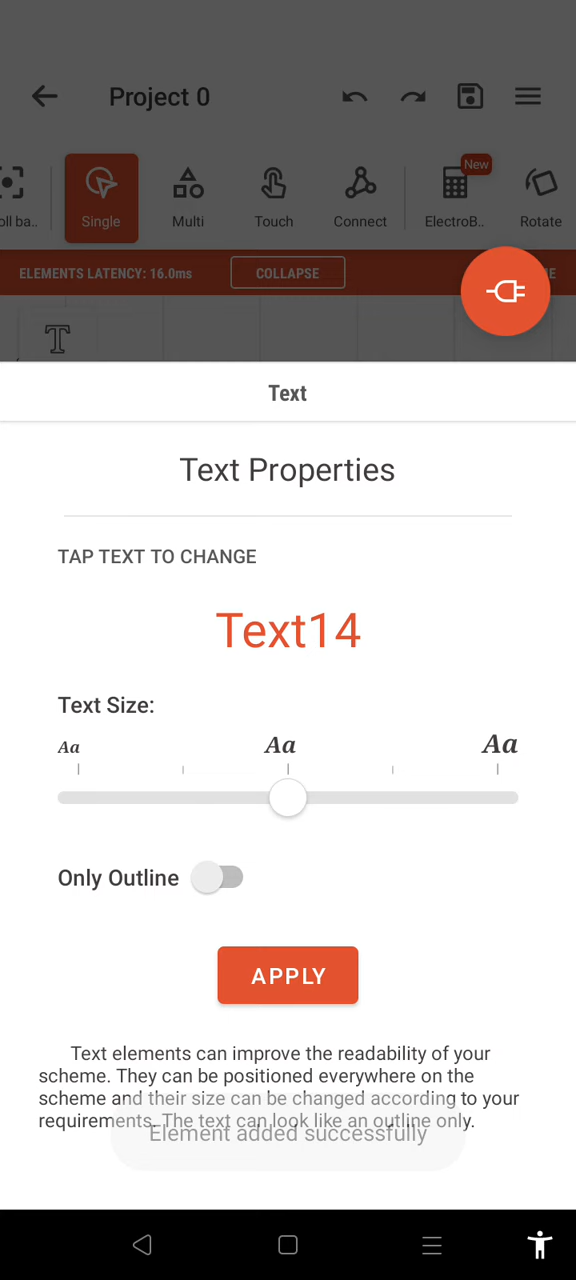 Project 0
New
oll ba..
Single
Multi
Touch
Connect
ElectroB..
Rotate
ELEMENTS LATENCY: 16.0ms
COLLAPSE
E
T
Text
Text Properties
TAP TEXT TO CHANGE
Text14
Text Size:
Aa
Aa
Aa
Only Outline
APPLY
Text elements can improve the readability of your
scheme. They can be positioned everywhere on the
scheme and their size can be changed according to your
requirements. The text can look like an outline only.
Element added successfully